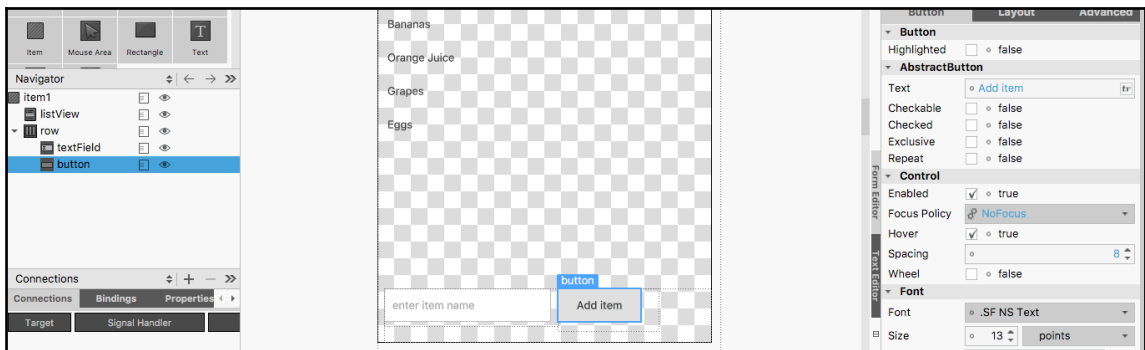 Item Mouse Area Rectangle Text
Navigator
item1
listView
row
textField
button
Connections
Connections Bindings Properties
Target Signal Handler
Bananas
Orange Juice
Grapes
Eggs
button
enter item name Add item
Form Editor
Text Editor
Button Layout Advanced
Button
Highlighted false
AbstractButton
Text Add item tr
Checkable false
Checked false
Exclusive false
Repeat false
Control
Enabled true
Focus Policy NoFocus
Hover true
Spacing 8
Wheel false
Font
Font .SF NS Text
Size 13 points